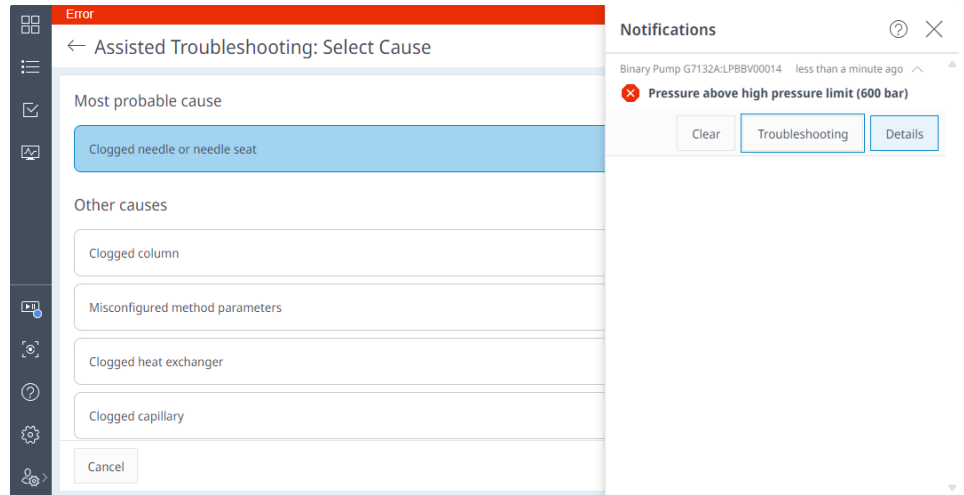 Error
Assisted Troubleshooting: Select Cause
Most probable cause
Clogged needle or needle seat
Other causes
Clogged column
Misconfigured method parameters
Clogged heat exchanger
Clogged capillary
Cancel
Notifications
Binary Pump G7132A:LPBBV00014 less than a minute ago
Pressure above high pressure limit (600 bar)
Clear Troubleshooting Details